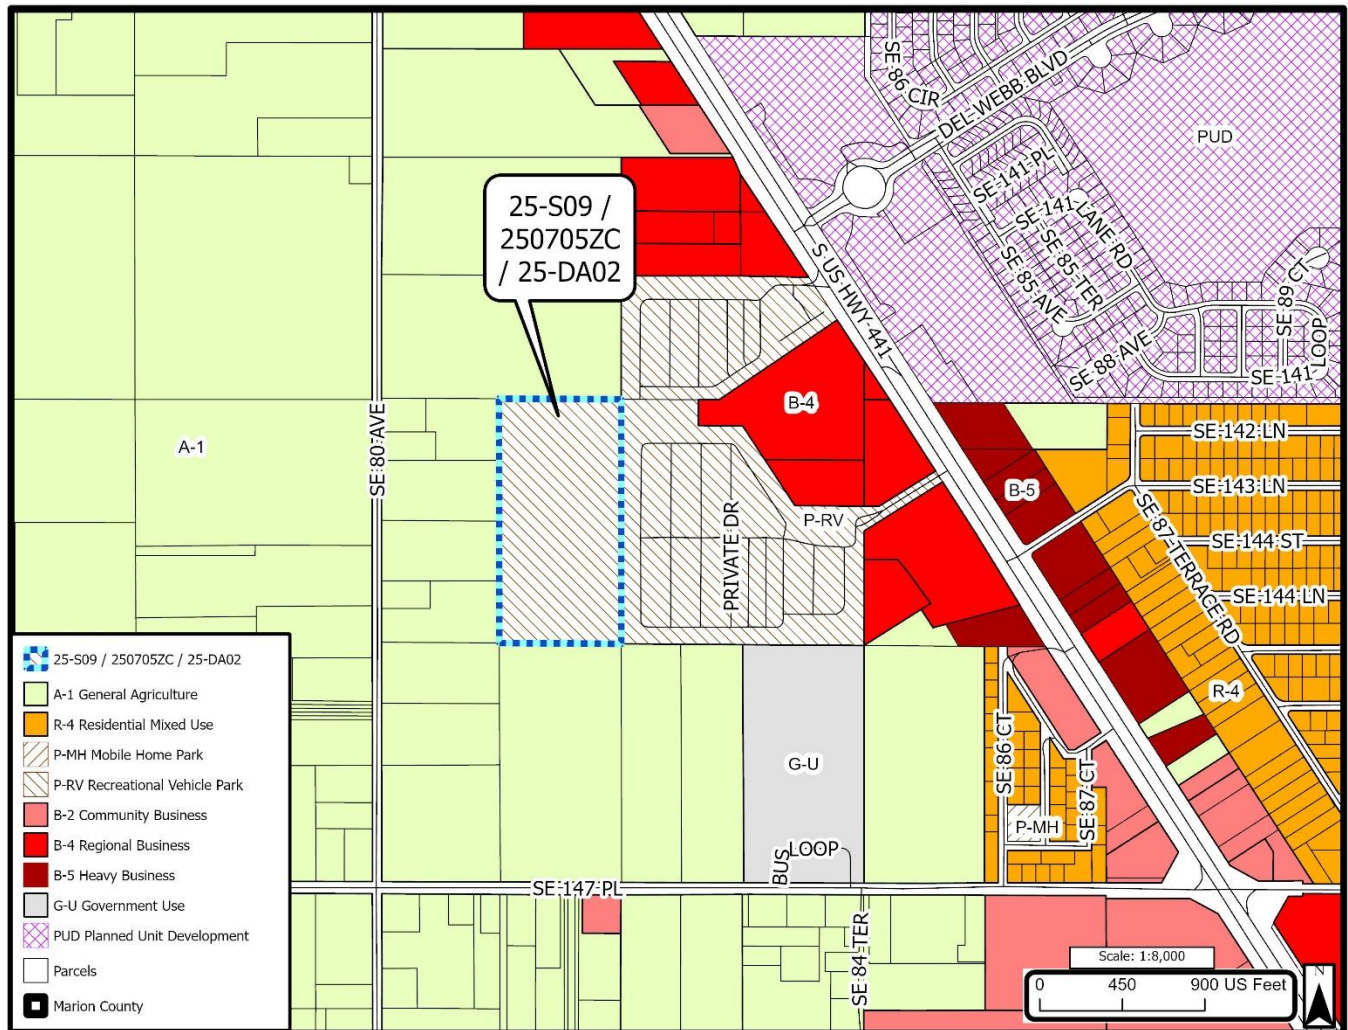 SE 86 CIR
DEL WEBB BLVD
PUD
SE 141 PL
25-S09 /
250705ZC
/ 25-DA02
SE 141
LANE RD
SE 85 TER
SE 85 AVE
S US HWY 441
SE 89 CT
SE 88 AVE
SE 141
LOOP
B-4
A-1
SE 80 AVE
SE 142 LN
B-5
SE 143 LN
P-RV
PRIVATE DR
SE 87 TERRACE RD
SE 144 ST
SE 144 LN
R-4
25-S09 / 250705ZC / 25-DA02
A-1 General Agriculture
R-4 Residential Mixed Use
P-MH Mobile Home Park
P-RV Recreational Vehicle Park
B-2 Community Business
B-4 Regional Business
B-5 Heavy Business
G-U Government Use
PUD Planned Unit Development
Parcels
Marion County
G-U
SE 86 CT
SE 87 CT
P-MH
BUS
LOOP
SE 147 PL
SE 84 TER
Scale: 1:8,000
0 450 900 US Feet
N